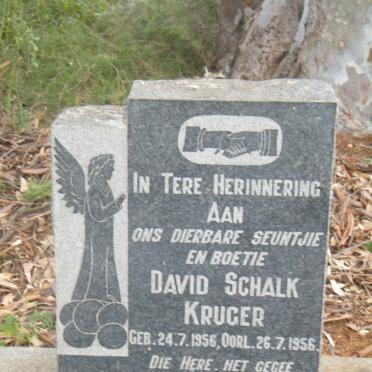 IN TERE HERINNERING
AAN
ONS DIERBARE SEUNTJIE
EN BOETIE
DAVID SCHALK
KRUGER
GEB. 24.7.1956, OORL. 26.7.1956.
DIE HERE HET GEGEE